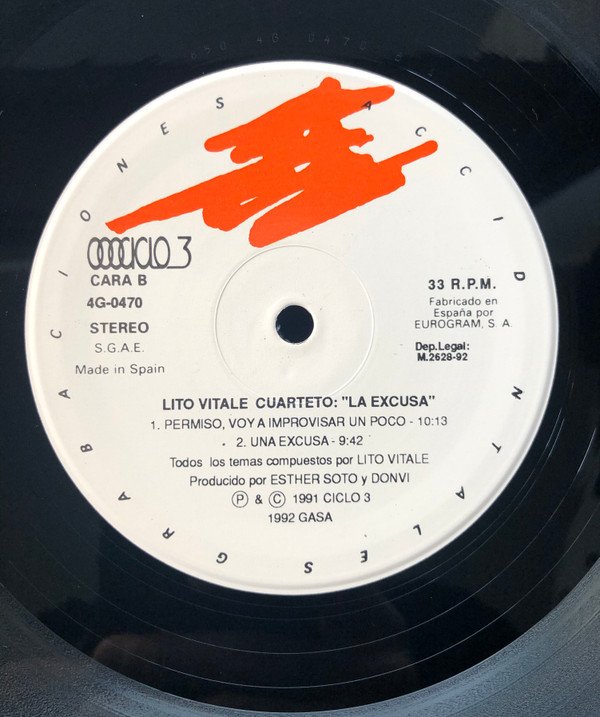 GRABACIONES ACCIDENTALES
CICLO 3
CARA B
4G-0470
STEREO
S.G.A.E.
Made in Spain
33 R.P.M.
Fabricado en
España por
EUROGRAM, S. A.
Dep.Legal:
M.2628-92
LITO VITALE CUARTETO: "LA EXCUSA"
1. PERMISO, VOY A IMPROVISAR UN POCO - 10:13
2. UNA EXCUSA - 9:42
Todos los temas compuestos por LITO VITALE
Producido por ESTHER SOTO y DONVI
Ⓟ & © 1991 CICLO 3
1992 GASA